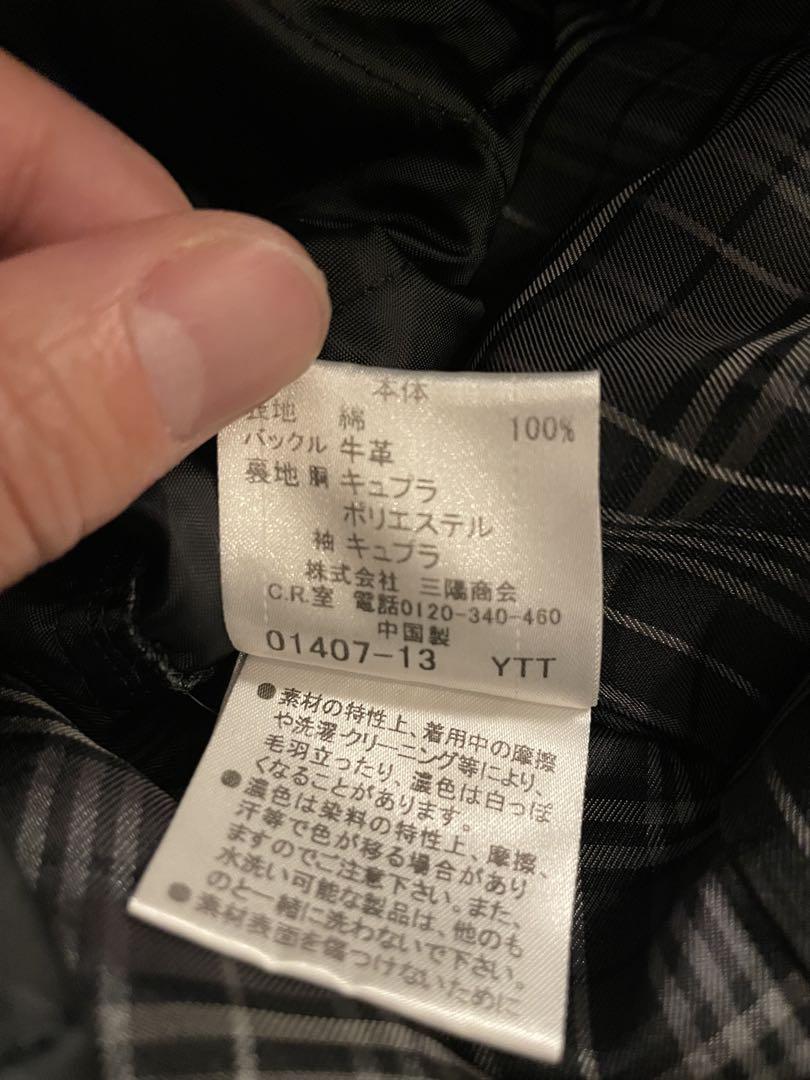 本体
表地 綿 100%
バックル 牛革
裏地 胴 キュプラ
ポリエステル
袖 キュプラ
株式会社 三陽商会
C.R.室 電話0120-340-460
中国製
01407-13 YTT
●素材の特性上、着用中の摩擦
や洗濯・クリーニング等により、
毛羽立ったり、濃色は白っぽ
くなることがあります。
●濃色は染料の特性上、摩擦、
汗等で色が移る場合があり
ますのでご注意下さい。また、
水洗い可能な製品は、他のも
のと一緒に洗わないで下さい。
●素材表面を傷つけないために